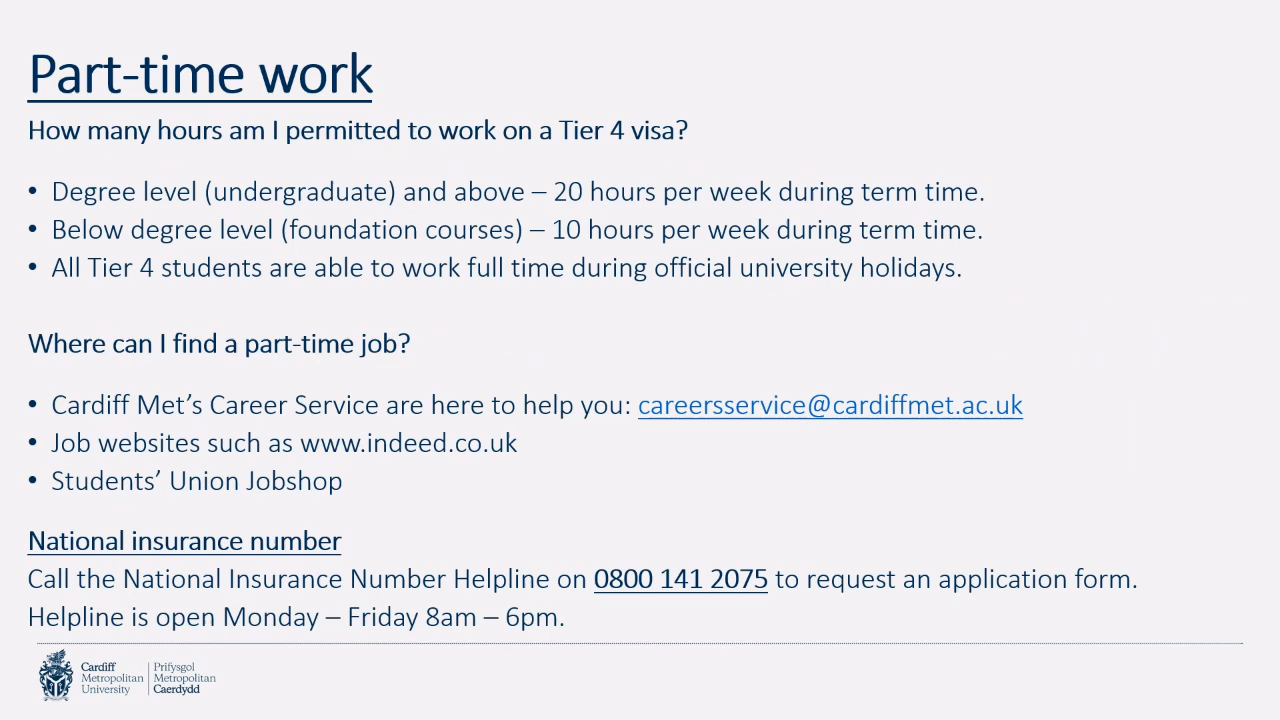 Part-time work
How many hours am I permitted to work on a Tier 4 visa?
• Degree level (undergraduate) and above – 20 hours per week during term time.
• Below degree level (foundation courses) – 10 hours per week during term time.
• All Tier 4 students are able to work full time during official university holidays.
Where can I find a part-time job?
• Cardiff Met’s Career Service are here to help you: careersservice@cardiffmet.ac.uk
• Job websites such as www.indeed.co.uk
• Students’ Union Jobshop
National insurance number
Call the National Insurance Number Helpline on 0800 141 2075 to request an application form.
Helpline is open Monday – Friday 8am – 6pm.
Cardiff
Metropolitan
University
Prifysgol
Metropolitan
Caerdydd